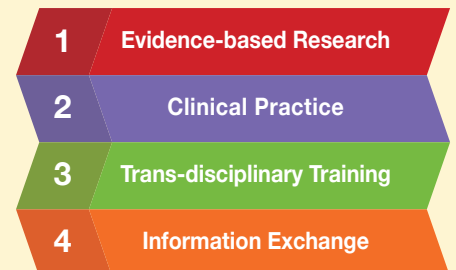 1 Evidence-based Research
2 Clinical Practice
3 Trans-disciplinary Training
4 Information Exchange